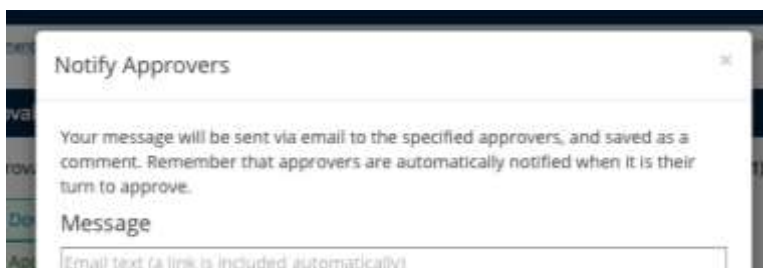 Notify Approvers ×
Your message will be sent via email to the specified approvers, and saved as a
comment. Remember that approvers are automatically notified when it is their
turn to approve.
Message
Email text (a link is included automatically)